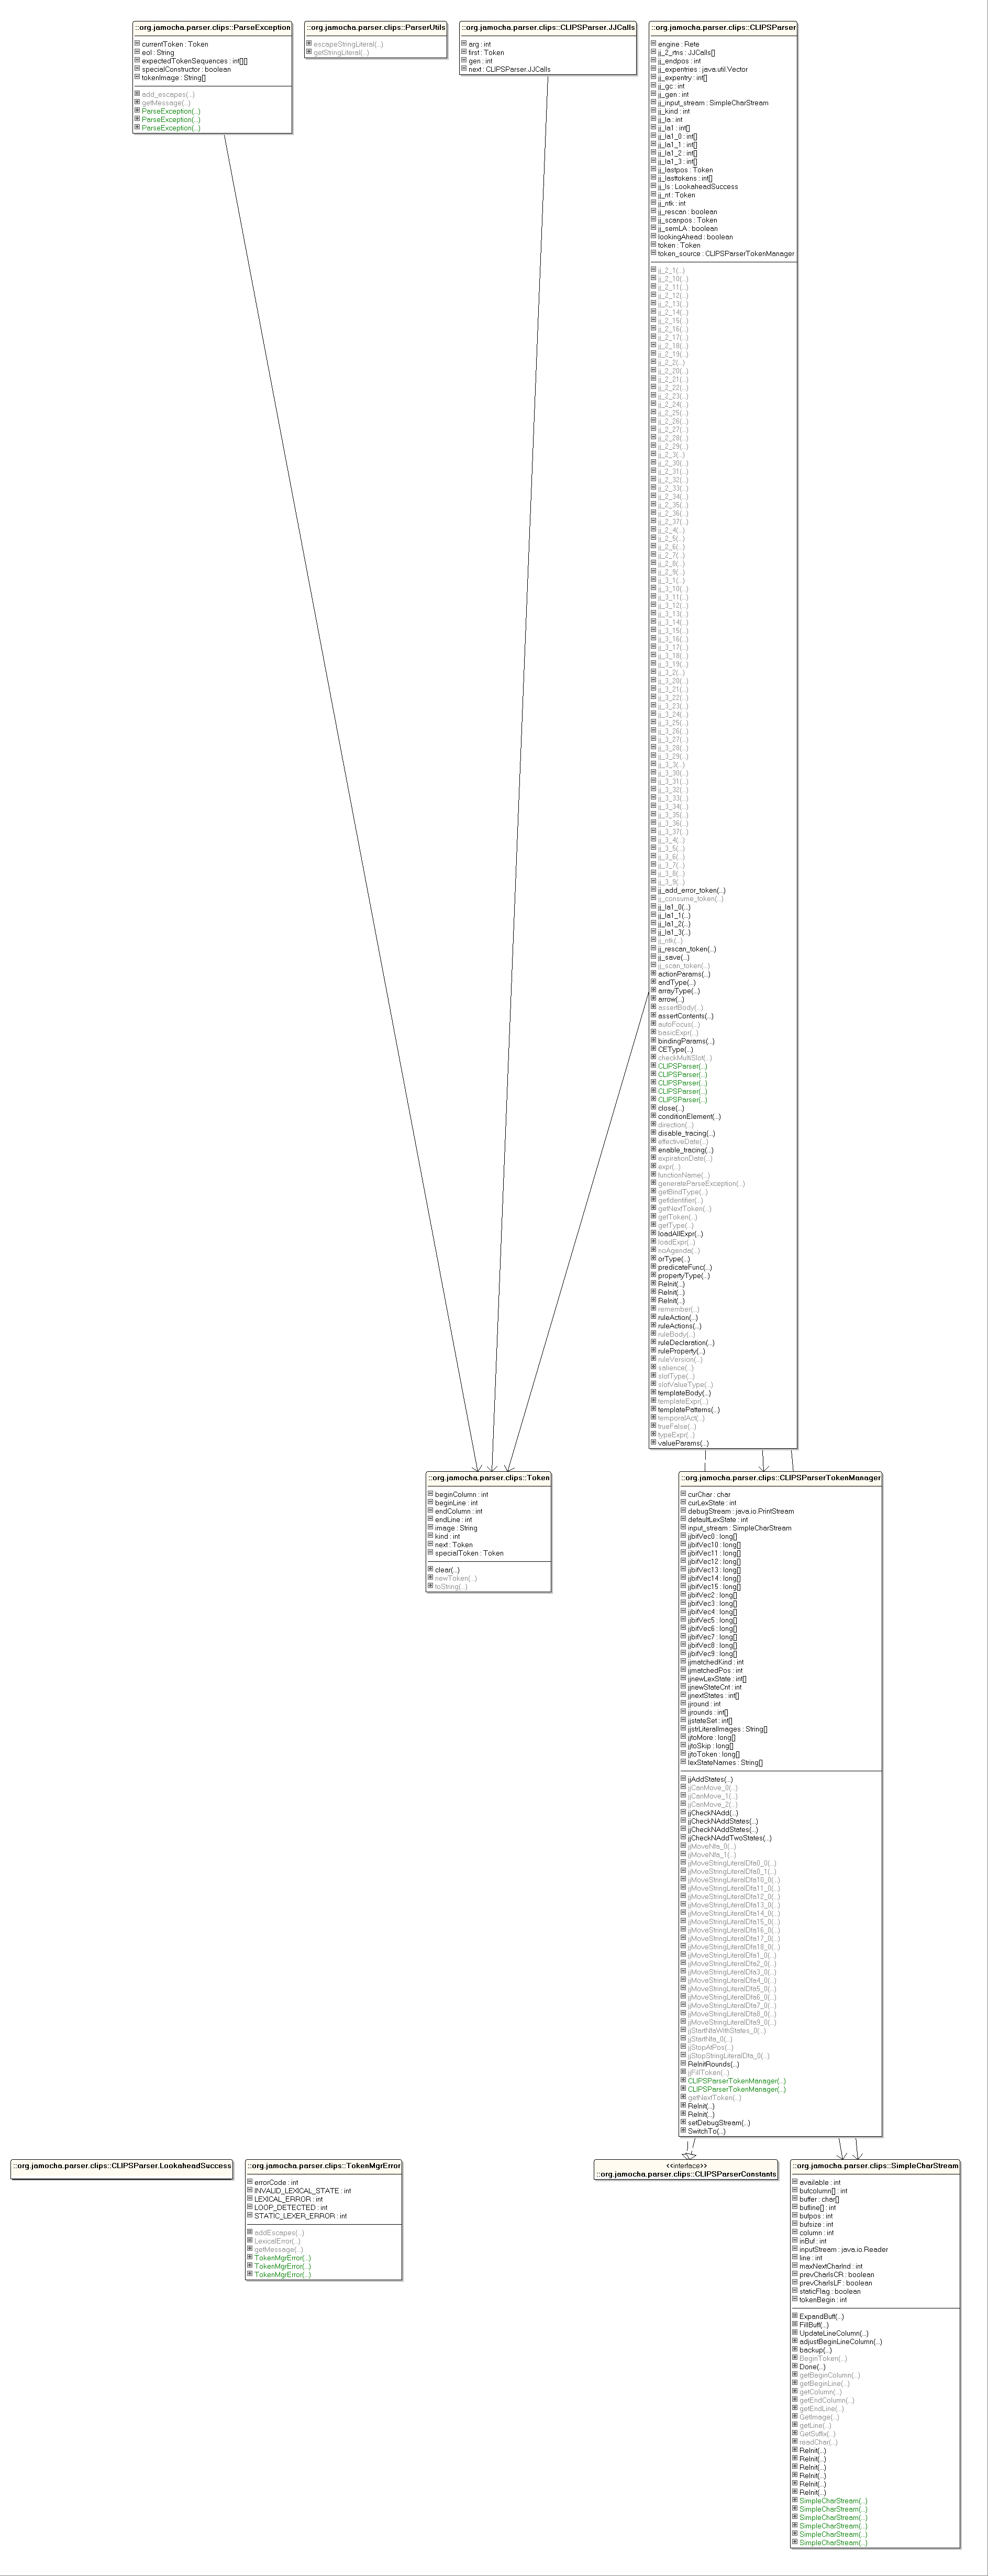 ::org.jamocha.parser.clips::ParseException
currentToken : Token
eol : String
expectedTokenSequences : int[][]
specialConstructor : boolean
tokenImage : String[]
add_escapes(..)
getMessage(..)
ParseException(..)
ParseException(..)
ParseException(..)
::org.jamocha.parser.clips::ParserUtils
escapeStringLiteral(..)
getStringLiteral(..)
::org.jamocha.parser.clips::CLIPSParser.JJCalls
arg : int
first : Token
gen : int
next : CLIPSParser.JJCalls
::org.jamocha.parser.clips::CLIPSParser
engine : Rete
jj_2_rtns : JJCalls[]
jj_endpos : int
jj_expentries : java.util.Vector
jj_expentry : int[]
jj_gc : int
jj_gen : int
jj_input_stream : SimpleCharStream
jj_kind : int
jj_la : int
jj_la1 : int[]
jj_la1_0 : int[]
jj_la1_1 : int[]
jj_la1_2 : int[]
jj_la1_3 : int[]
jj_lastpos : Token
jj_lasttokens : int[]
jj_ls : LookaheadSuccess
jj_nt : Token
jj_ntk : int
jj_rescan : boolean
jj_scanpos : Token
jj_semLA : boolean
lookingAhead : boolean
token : Token
token_source : CLIPSParserTokenManager
jj_2_1(..)
jj_2_10(..)
jj_2_11(..)
jj_2_12(..)
jj_2_13(..)
jj_2_14(..)
jj_2_15(..)
jj_2_16(..)
jj_2_17(..)
jj_2_18(..)
jj_2_19(..)
jj_2_2(..)
jj_2_20(..)
jj_2_21(..)
jj_2_22(..)
jj_2_23(..)
jj_2_24(..)
jj_2_25(..)
jj_2_26(..)
jj_2_27(..)
jj_2_28(..)
jj_2_29(..)
jj_2_3(..)
jj_2_30(..)
jj_2_31(..)
jj_2_32(..)
jj_2_33(..)
jj_2_34(..)
jj_2_35(..)
jj_2_36(..)
jj_2_37(..)
jj_2_4(..)
jj_2_5(..)
jj_2_6(..)
jj_2_7(..)
jj_2_8(..)
jj_2_9(..)
jj_3_1(..)
jj_3_10(..)
jj_3_11(..)
jj_3_12(..)
jj_3_13(..)
jj_3_14(..)
jj_3_15(..)
jj_3_16(..)
jj_3_17(..)
jj_3_18(..)
jj_3_19(..)
jj_3_2(..)
jj_3_20(..)
jj_3_21(..)
jj_3_22(..)
jj_3_23(..)
jj_3_24(..)
jj_3_25(..)
jj_3_26(..)
jj_3_27(..)
jj_3_28(..)
jj_3_29(..)
jj_3_3(..)
jj_3_30(..)
jj_3_31(..)
jj_3_32(..)
jj_3_33(..)
jj_3_34(..)
jj_3_35(..)
jj_3_36(..)
jj_3_37(..)
jj_3_4(..)
jj_3_5(..)
jj_3_6(..)
jj_3_7(..)
jj_3_8(..)
jj_3_9(..)
jj_add_error_token(..)
jj_consume_token(..)
jj_la1_0(..)
jj_la1_1(..)
jj_la1_2(..)
jj_la1_3(..)
jj_ntk(..)
jj_rescan_token(..)
jj_save(..)
jj_scan_token(..)
actionParams(..)
andType(..)
arrayType(..)
arrow(..)
assertBody(..)
assertContents(..)
autoFocus(..)
basicExpr(..)
bindingParams(..)
CEType(..)
checkMultiSlot(..)
CLIPSParser(..)
CLIPSParser(..)
CLIPSParser(..)
CLIPSParser(..)
CLIPSParser(..)
close(..)
conditionElement(..)
direction(..)
disable_tracing(..)
effectiveDate(..)
enable_tracing(..)
expirationDate(..)
expr(..)
functionName(..)
generateParseException(..)
getBindType(..)
getIdentifier(..)
getNextToken(..)
getToken(..)
getType(..)
loadAllExpr(..)
loadExpr(..)
noAgenda(..)
orType(..)
predicateFunc(..)
propertyType(..)
ReInit(..)
ReInit(..)
ReInit(..)
remember(..)
ruleAction(..)
ruleActions(..)
ruleBody(..)
ruleDeclaration(..)
ruleProperty(..)
ruleVersion(..)
salience(..)
slotType(..)
slotValueType(..)
templateBody(..)
templateExpr(..)
templatePatterns(..)
temporalAct(..)
trueFalse(..)
typeExpr(..)
valueParams(..)
::org.jamocha.parser.clips::Token
beginColumn : int
beginLine : int
endColumn : int
endLine : int
image : String
kind : int
next : Token
specialToken : Token
clear(..)
newToken(..)
toString(..)
::org.jamocha.parser.clips::CLIPSParserTokenManager
curChar : char
curLexState : int
debugStream : java.io.PrintStream
defaultLexState : int
input_stream : SimpleCharStream
jjbitVec0 : long[]
jjbitVec10 : long[]
jjbitVec11 : long[]
jjbitVec12 : long[]
jjbitVec13 : long[]
jjbitVec14 : long[]
jjbitVec15 : long[]
jjbitVec2 : long[]
jjbitVec3 : long[]
jjbitVec4 : long[]
jjbitVec5 : long[]
jjbitVec6 : long[]
jjbitVec7 : long[]
jjbitVec8 : long[]
jjbitVec9 : long[]
jjmatchedKind : int
jjmatchedPos : int
jjnewLexState : int[]
jjnewStateCnt : int
jjnextStates : int[]
jjround : int
jjrounds : int[]
jjstateSet : int[]
jjstrLiteralImages : String[]
jjtoMore : long[]
jjtoSkip : long[]
jjtoToken : long[]
lexStateNames : String[]
jjAddStates(..)
jjCanMove_0(..)
jjCanMove_1(..)
jjCanMove_2(..)
jjCheckNAdd(..)
jjCheckNAddStates(..)
jjCheckNAddStates(..)
jjCheckNAddTwoStates(..)
jjMoveNfa_0(..)
jjMoveNfa_1(..)
jjMoveStringLiteralDfa0_0(..)
jjMoveStringLiteralDfa0_1(..)
jjMoveStringLiteralDfa10_0(..)
jjMoveStringLiteralDfa11_0(..)
jjMoveStringLiteralDfa12_0(..)
jjMoveStringLiteralDfa13_0(..)
jjMoveStringLiteralDfa14_0(..)
jjMoveStringLiteralDfa15_0(..)
jjMoveStringLiteralDfa16_0(..)
jjMoveStringLiteralDfa17_0(..)
jjMoveStringLiteralDfa18_0(..)
jjMoveStringLiteralDfa1_0(..)
jjMoveStringLiteralDfa2_0(..)
jjMoveStringLiteralDfa3_0(..)
jjMoveStringLiteralDfa4_0(..)
jjMoveStringLiteralDfa5_0(..)
jjMoveStringLiteralDfa6_0(..)
jjMoveStringLiteralDfa7_0(..)
jjMoveStringLiteralDfa8_0(..)
jjMoveStringLiteralDfa9_0(..)
jjStartNfaWithStates_0(..)
jjStartNfa_0(..)
jjStopAtPos(..)
jjStopStringLiteralDfa_0(..)
ReInitRounds(..)
jjFillToken(..)
CLIPSParserTokenManager(..)
CLIPSParserTokenManager(..)
getNextToken(..)
ReInit(..)
ReInit(..)
setDebugStream(..)
SwitchTo(..)
::org.jamocha.parser.clips::CLIPSParser.LookaheadSuccess
::org.jamocha.parser.clips::TokenMgrError
errorCode : int
INVALID_LEXICAL_STATE : int
LEXICAL_ERROR : int
LOOP_DETECTED : int
STATIC_LEXER_ERROR : int
addEscapes(..)
LexicalError(..)
getMessage(..)
TokenMgrError(..)
TokenMgrError(..)
TokenMgrError(..)
<<interface>>
::org.jamocha.parser.clips::CLIPSParserConstants
::org.jamocha.parser.clips::SimpleCharStream
available : int
bufcolumn[] : int
buffer : char[]
bufline[] : int
bufpos : int
bufsize : int
column : int
inBuf : int
inputStream : java.io.Reader
line : int
maxNextCharInd : int
prevCharIsCR : boolean
prevCharIsLF : boolean
staticFlag : boolean
tokenBegin : int
ExpandBuff(..)
FillBuff(..)
UpdateLineColumn(..)
adjustBeginLineColumn(..)
backup(..)
BeginToken(..)
Done(..)
getBeginColumn(..)
getBeginLine(..)
getColumn(..)
getEndColumn(..)
getEndLine(..)
GetImage(..)
getLine(..)
GetSuffix(..)
readChar(..)
ReInit(..)
ReInit(..)
ReInit(..)
ReInit(..)
ReInit(..)
ReInit(..)
SimpleCharStream(..)
SimpleCharStream(..)
SimpleCharStream(..)
SimpleCharStream(..)
SimpleCharStream(..)
SimpleCharStream(..)